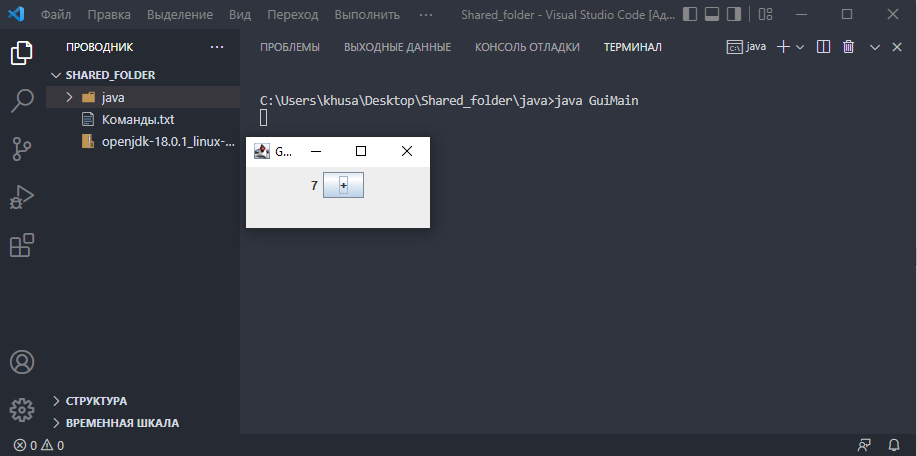 Файл Правка Выделение Вид Переход Выполнить ··· Shared_folder - Visual Studio Code [Ад...
ПРОВОДНИК ···
SHARED_FOLDER
java
Команды.txt
openjdk-18.0.1_linux-...
СТРУКТУРА
ВРЕМЕННАЯ ШКАЛА
ПРОБЛЕМЫ ВЫХОДНЫЕ ДАННЫЕ КОНСОЛЬ ОТЛАДКИ ТЕРМИНАЛ java
C:\Users\khusa\Desktop\Shared_folder\java>java GuiMain
G...
7 +
0 0